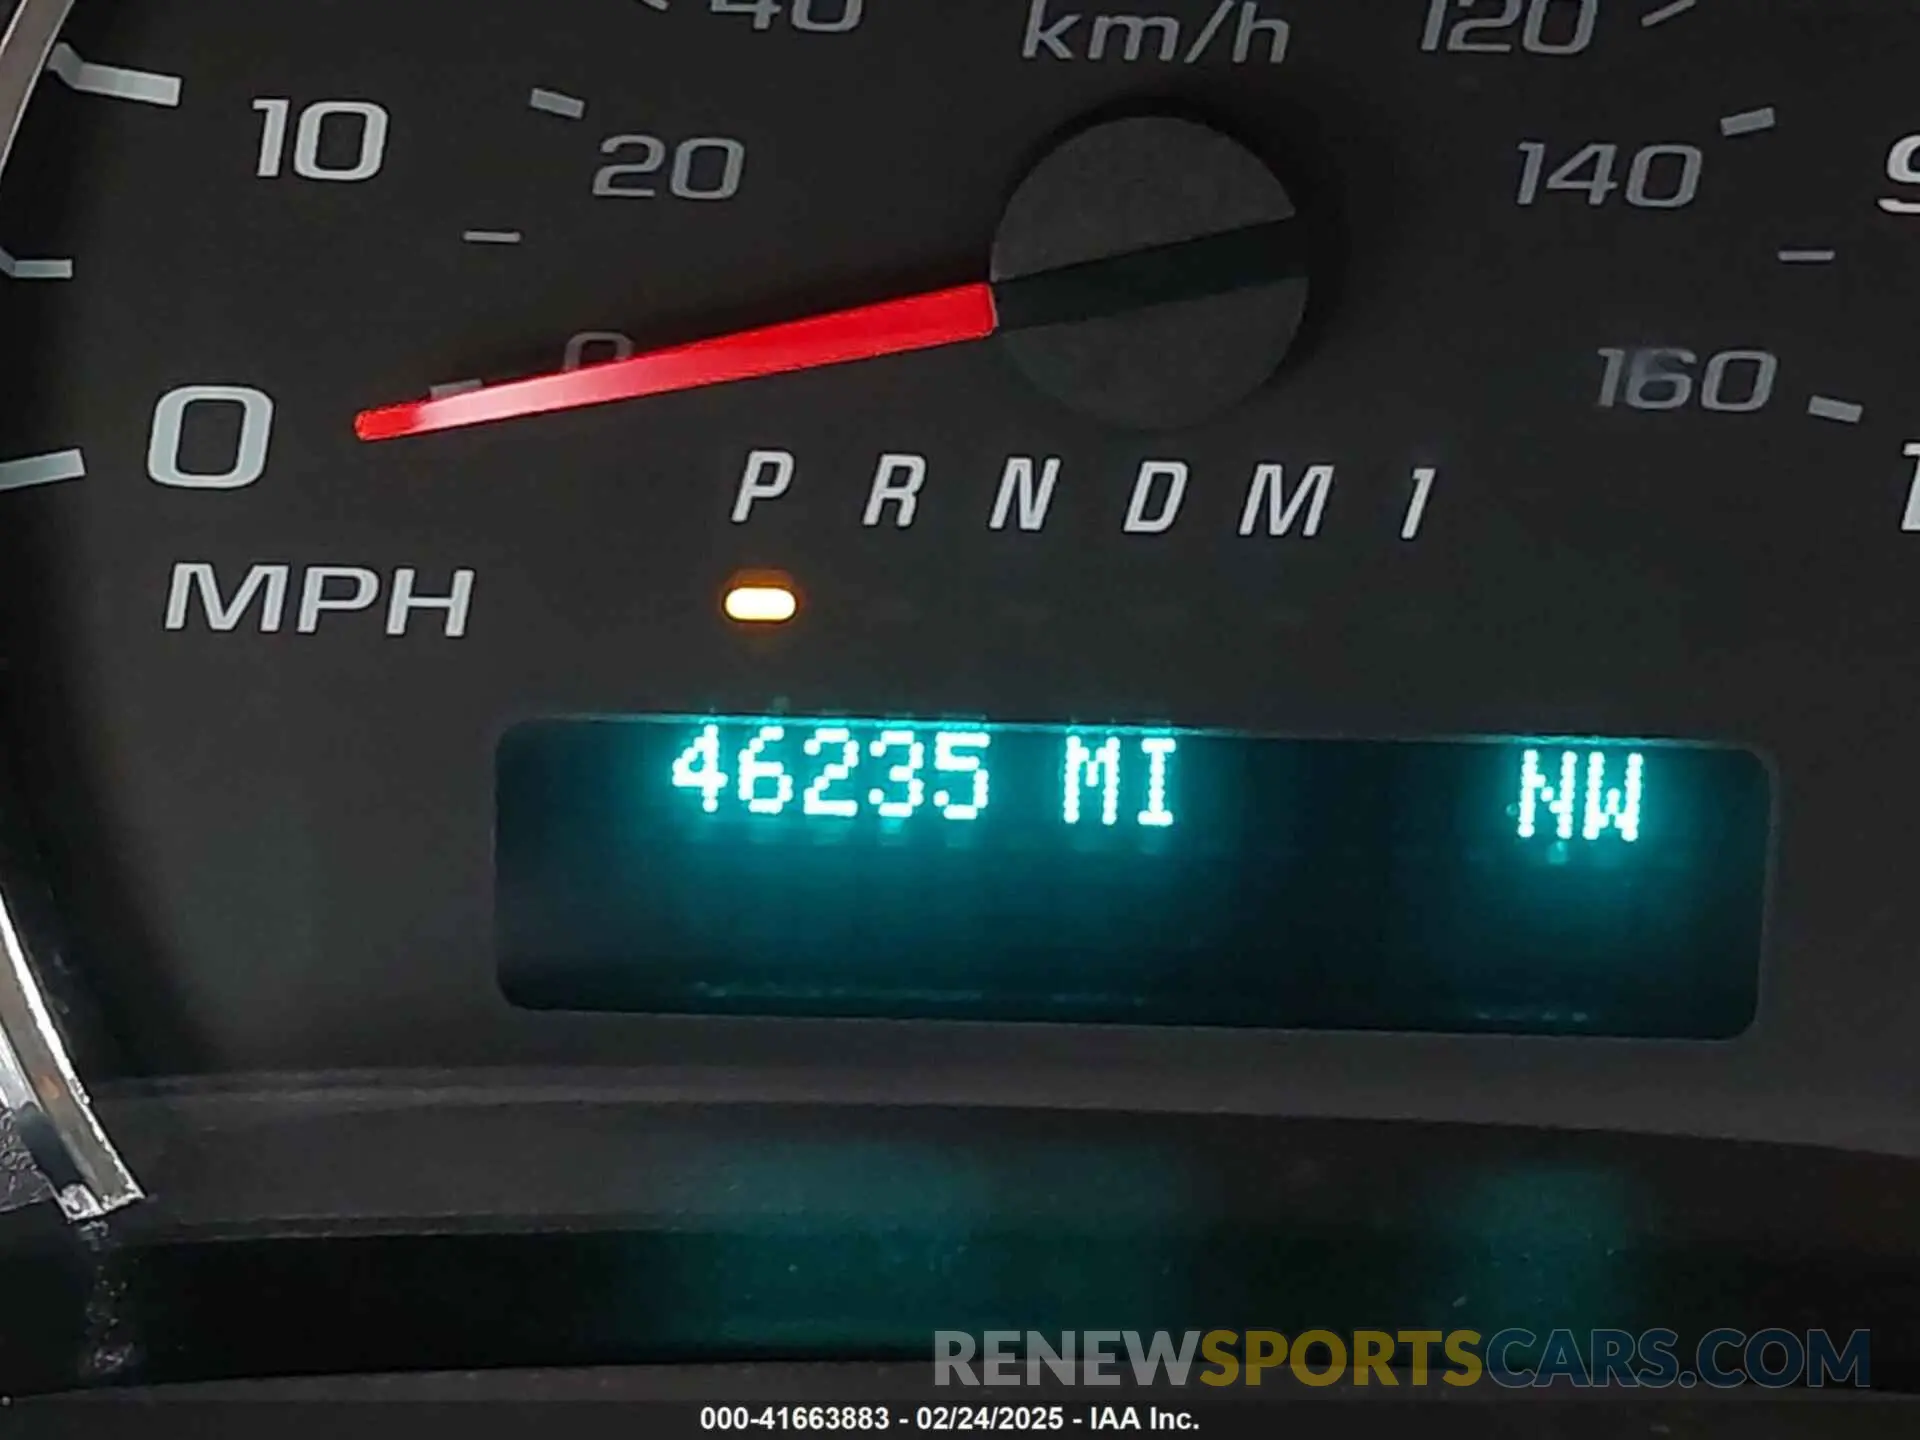 40 km/h 120
10 20 140
0 160
0
P R N D M 1
MPH
46235 MI NW
RENEWSPORTSCARS.COM
000-41663883 - 02/24/2025 - IAA Inc.